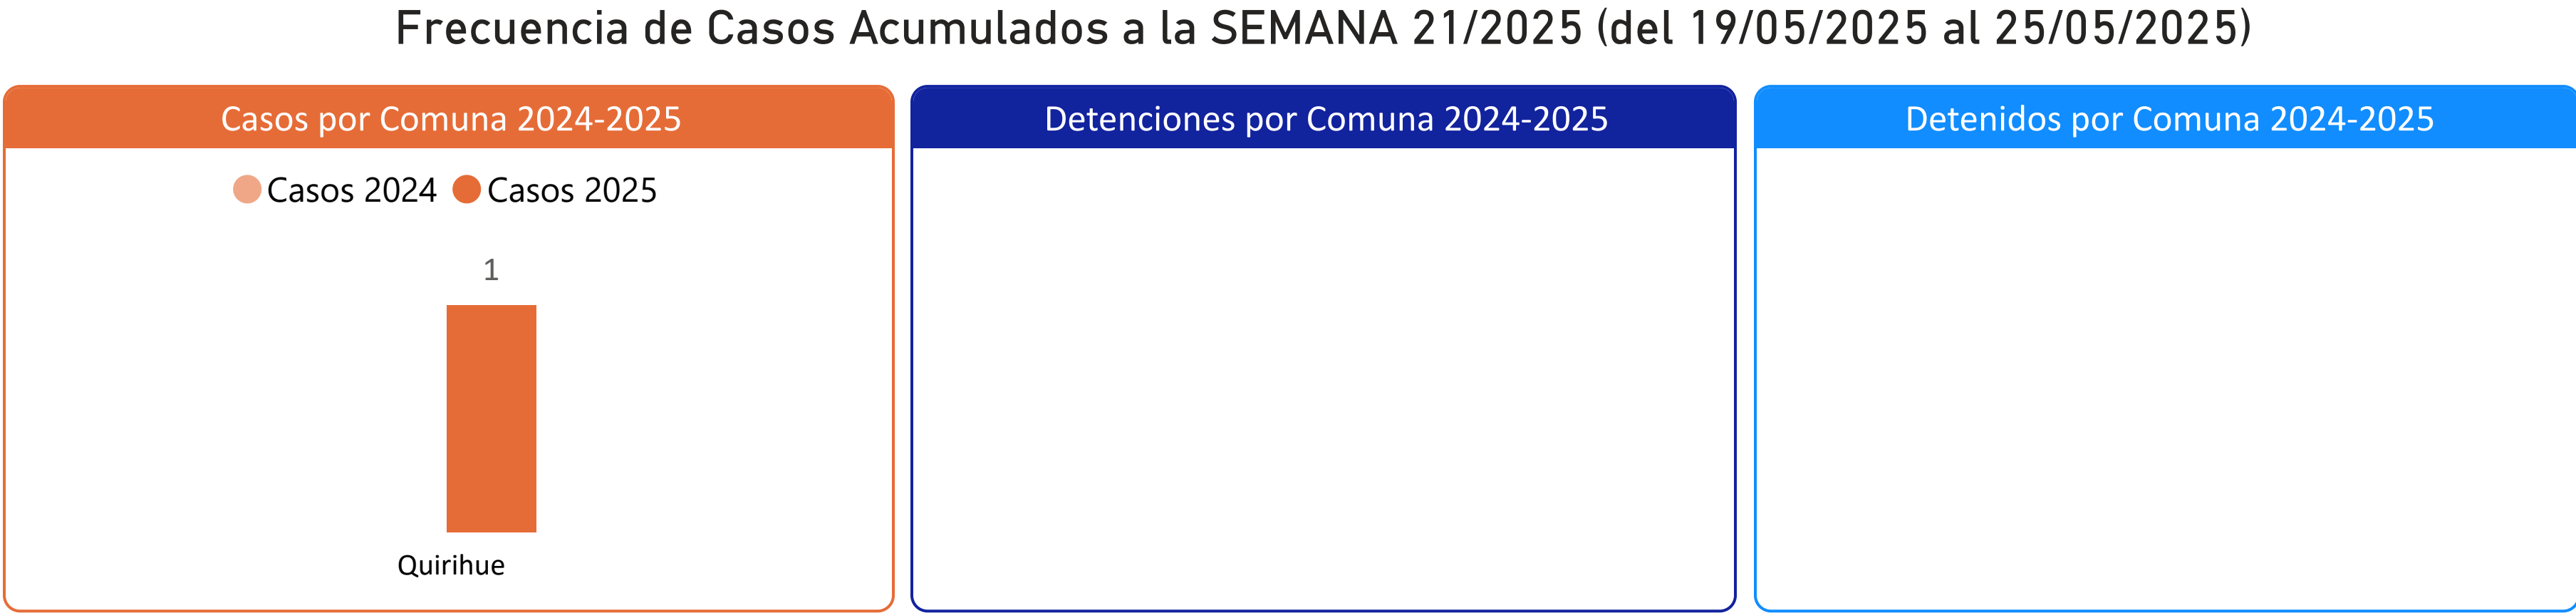 Frecuencia de Casos Acumulados a la SEMANA 21/2025 (del 19/05/2025 al 25/05/2025)
Casos por Comuna 2024-2025
Casos 2024 Casos 2025
1
Quirihue
Detenciones por Comuna 2024-2025
Detenidos por Comuna 2024-2025